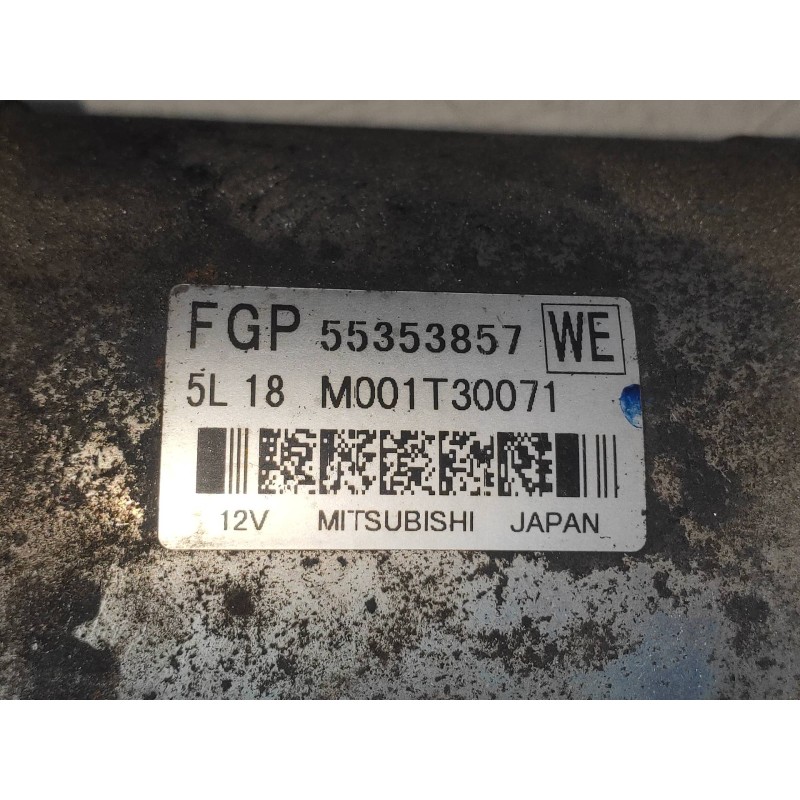 FGP 55353857 WE
5L 18 M001T30071
12V MITSUBISHI JAPAN